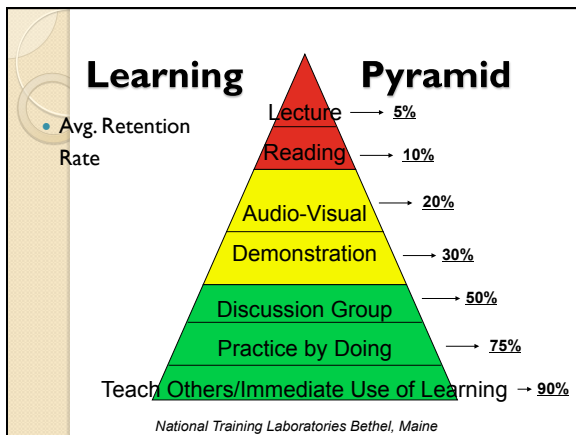 Learning Pyramid
• Avg. Retention
Rate
Lecture 5%
Reading 10%
Audio-Visual 20%
Demonstration 30%
Discussion Group 50%
Practice by Doing 75%
Teach Others/Immediate Use of Learning 90%
National Training Laboratories Bethel, Maine